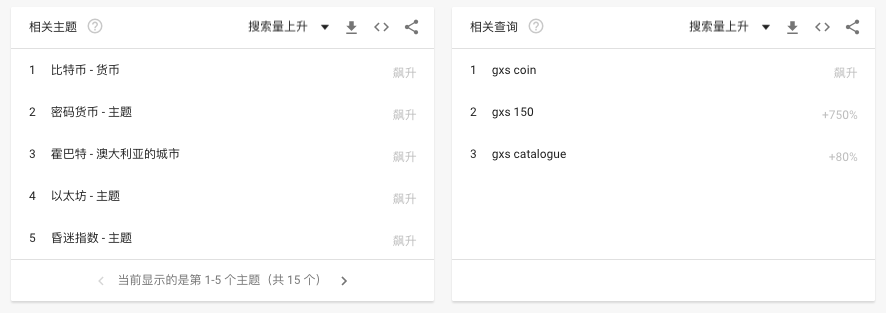 相关主题 搜索量上升
1 比特币 - 货币 飙升
2 密码货币 - 主题 飙升
3 霍巴特 - 澳大利亚的城市 飙升
4 以太坊 - 主题 飙升
5 昏迷指数 - 主题 飙升
当前显示的是第 1-5 个主题（共 15 个）
相关查询 搜索量上升
1 gxs coin 飙升
2 gxs 150 +750%
3 gxs catalogue +80%